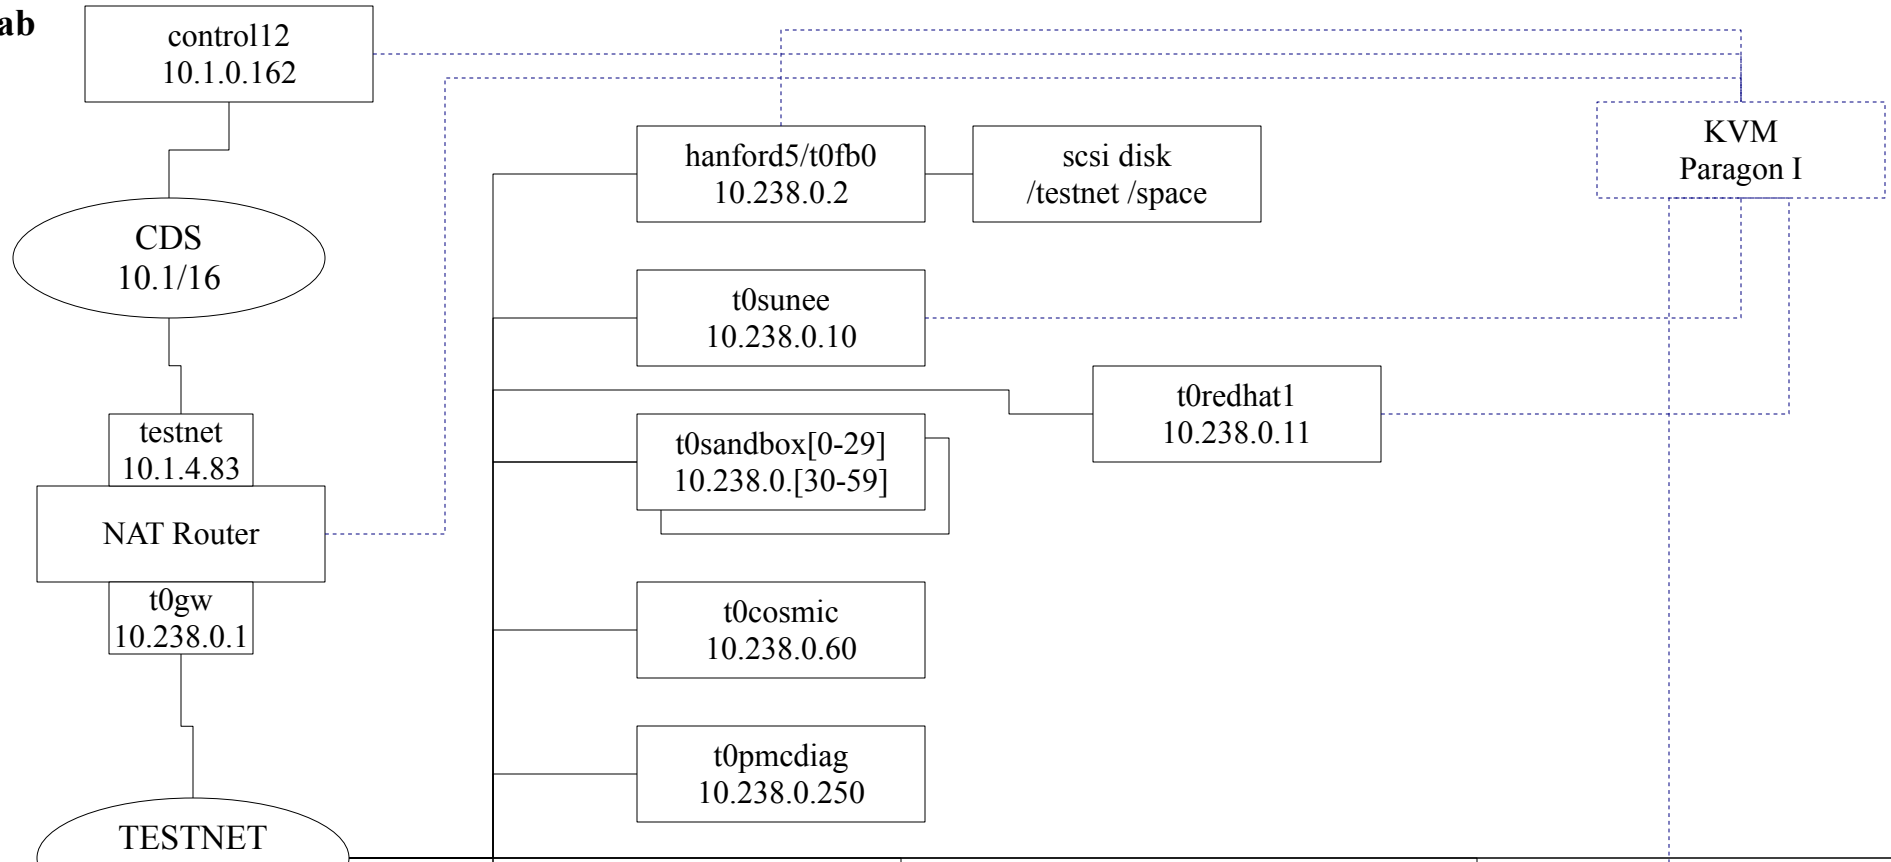 ab
control12
10.1.0.162
KVM
Paragon I
hanford5/t0fb0
10.238.0.2
scsi disk
/testnet /space
CDS
10.1/16
t0sunee
10.238.0.10
t0redhat1
10.238.0.11
testnet
10.1.4.83
t0sandbox[0-29]
10.238.0.[30-59]
NAT Router
t0gw
10.238.0.1
t0cosmic
10.238.0.60
t0pmcdiag
10.238.0.250
TESTNET